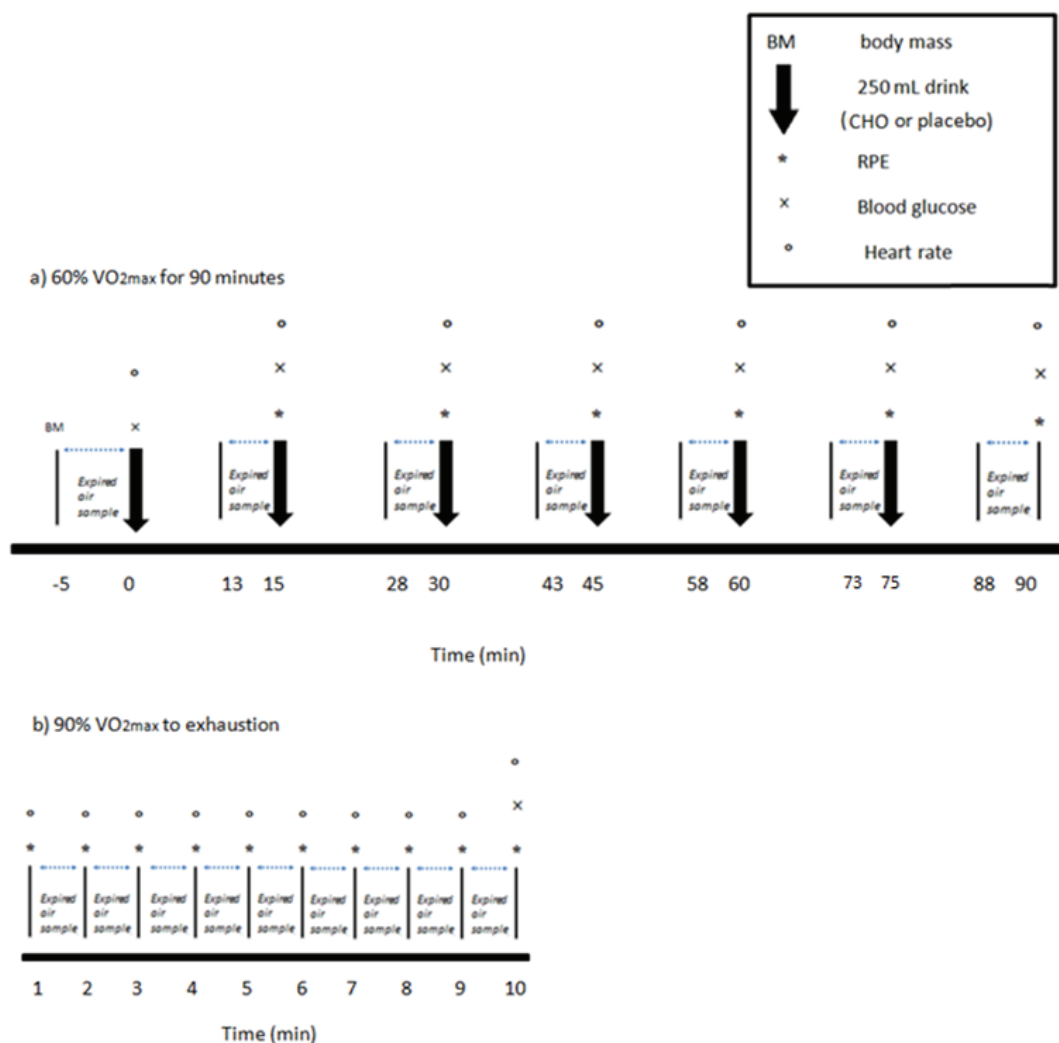 BM body mass
250 mL drink
(CHO or placebo)
* RPE
× Blood glucose
o Heart rate
a) 60% VO2max for 90 minutes
o o o o o o
o × × × × × ×
BM × * * * * * *
Expired Expired Expired Expired Expired Expired Expired
air air air air air air air
sample sample sample sample sample sample sample
-5 0 13 15 28 30 43 45 58 60 73 75 88 90
Time (min)
b) 90% VO2max to exhaustion
o
×
o o o o o o o o o
* * * * * * * * * *
Expired Expired Expired Expired Expired Expired Expired Expired Expired
air air air air air air air air air
sample sample sample sample sample sample sample sample sample
1 2 3 4 5 6 7 8 9 10
Time (min)